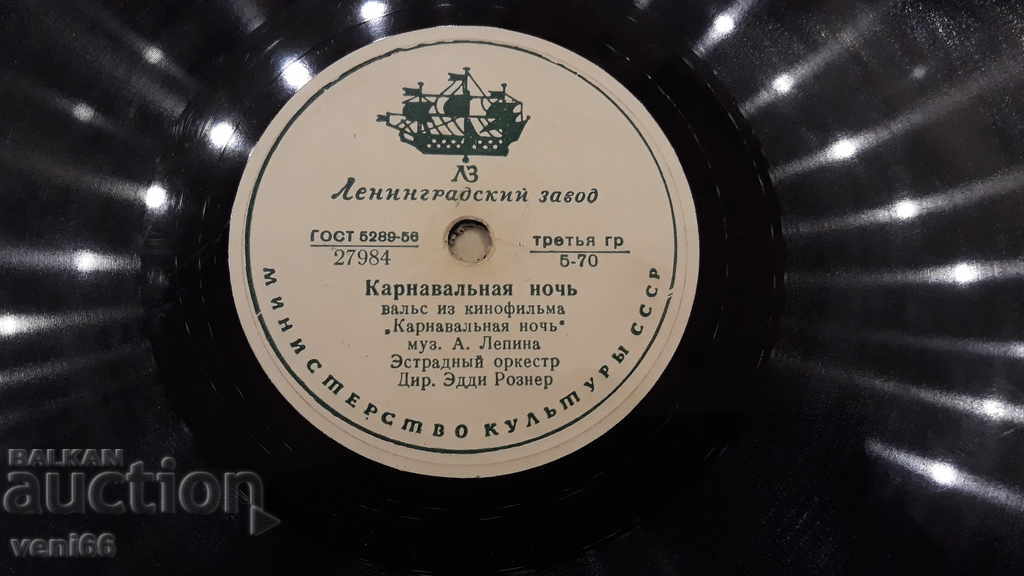 ЛЗ
Ленинградский завод
ГОСТ 5289-56
27984
третья гр
5-70
Карнавальная ночь
вальс из кинофильма
„Карнавальная ночь"
муз. А. Лепина
Эстрадный оркестр
Дир. Эдди Рознер
МИНИСТЕРСТВО КУЛЬТУРЫ СССР
BALKAN
auction
veni66